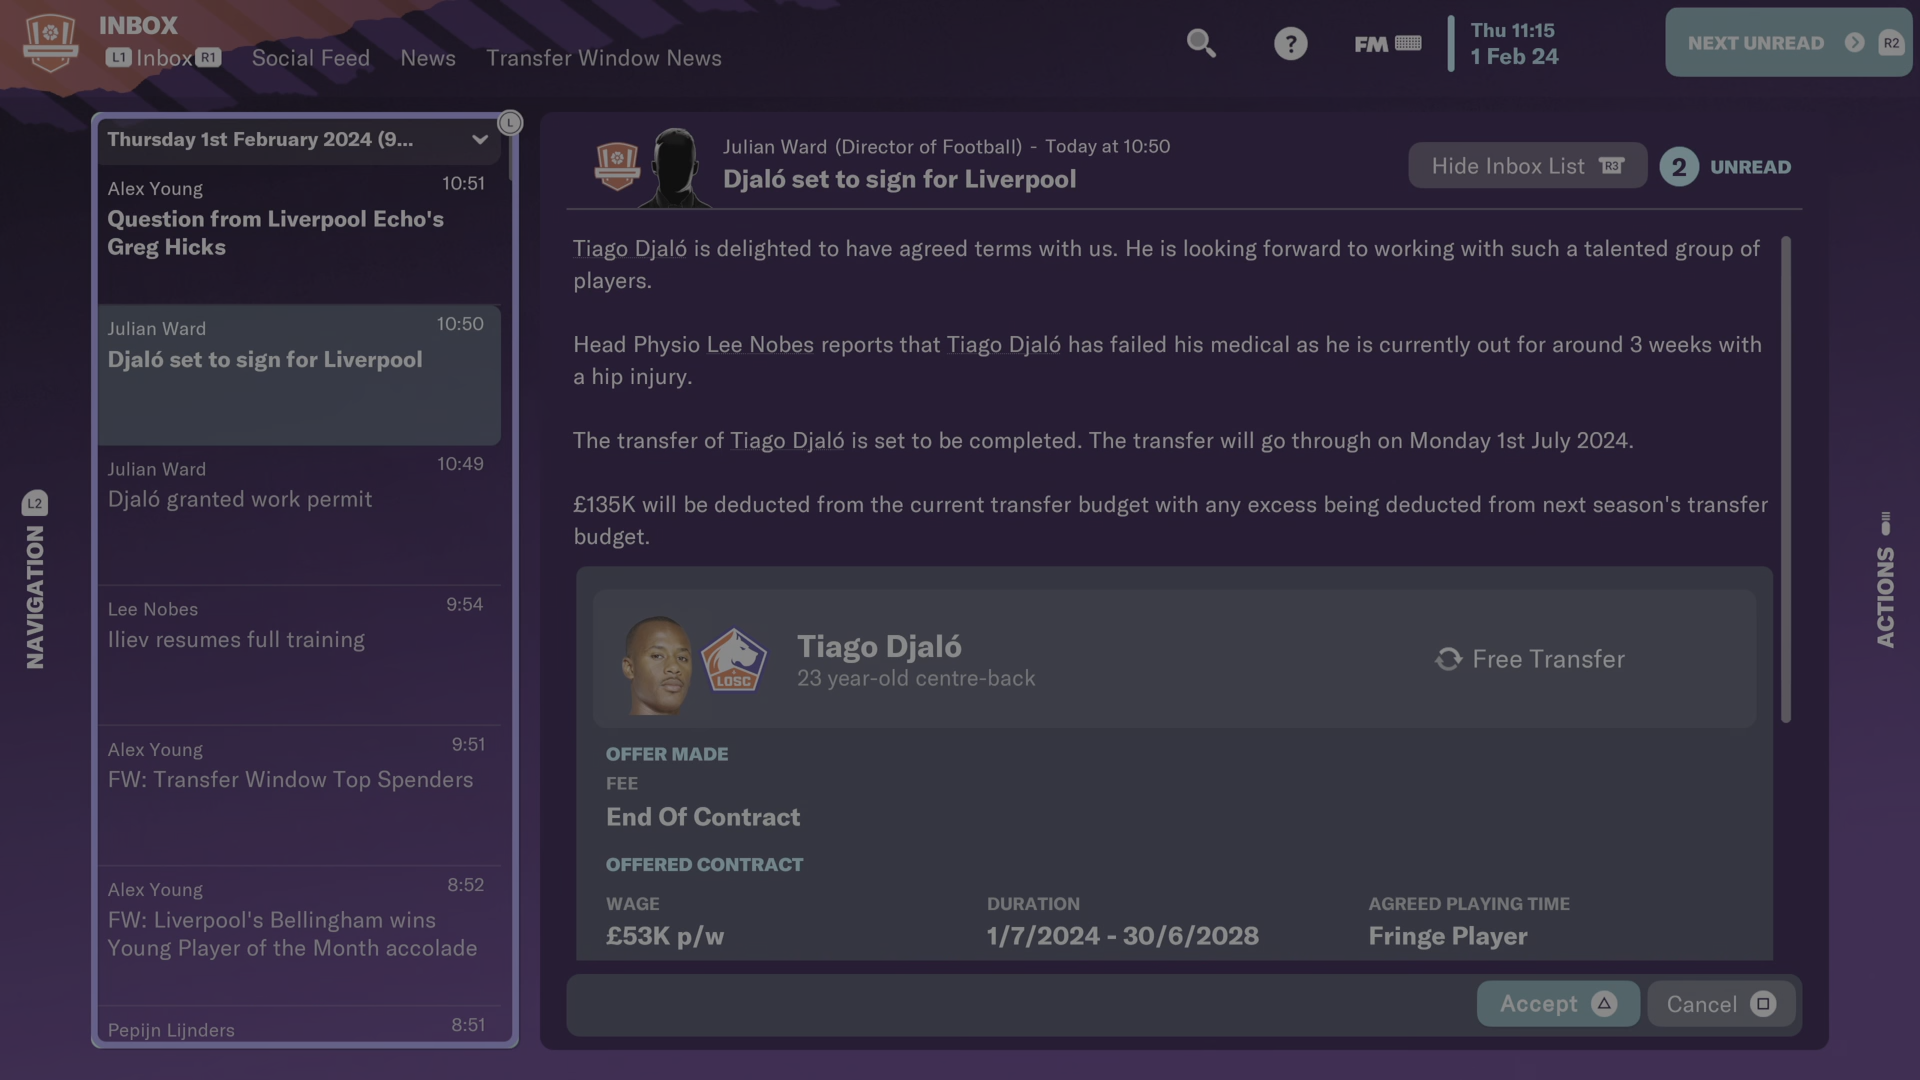 INBOX
L1 Inbox R1 Social Feed News Transfer Window News
?
FM
Thu 11:15
1 Feb 24
NEXT UNREAD R2
Thursday 1st February 2024 (9...
L
Alex Young 10:51
Question from Liverpool Echo's
Greg Hicks
Julian Ward 10:50
Djaló set to sign for Liverpool
Julian Ward 10:49
Djaló granted work permit
Lee Nobes 9:54
Iliev resumes full training
Alex Young 9:51
FW: Transfer Window Top Spenders
Alex Young 8:52
FW: Liverpool's Bellingham wins
Young Player of the Month accolade
Pepijn Lijnders 8:51
L2
NAVIGATION
Julian Ward (Director of Football) - Today at 10:50
Djaló set to sign for Liverpool
Hide Inbox List R3
2 UNREAD
Tiago Djaló is delighted to have agreed terms with us. He is looking forward to working with such a talented group of
players.
Head Physio Lee Nobes reports that Tiago Djaló has failed his medical as he is currently out for around 3 weeks with
a hip injury.
The transfer of Tiago Djaló is set to be completed. The transfer will go through on Monday 1st July 2024.
£135K will be deducted from the current transfer budget with any excess being deducted from next season's transfer
budget.
LOSC
Tiago Djaló
23 year-old centre-back
Free Transfer
OFFER MADE
FEE
End Of Contract
OFFERED CONTRACT
WAGE DURATION AGREED PLAYING TIME
£53K p/w 1/7/2024 - 30/6/2028 Fringe Player
Accept Cancel
ACTIONS